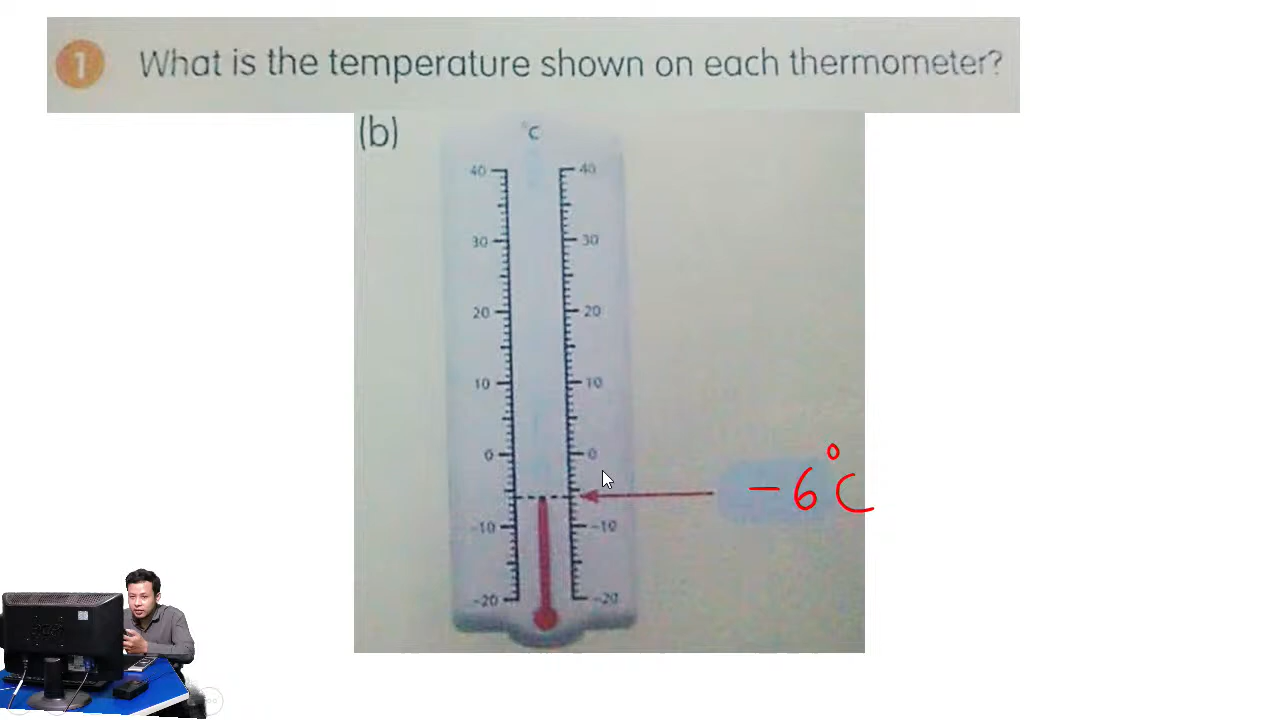 1 What is the temperature shown on each thermometer?
(b)
°C
40 40
30 30
20 20
10 10
0 0
-6°C
-10 -10
-20 -20
acer